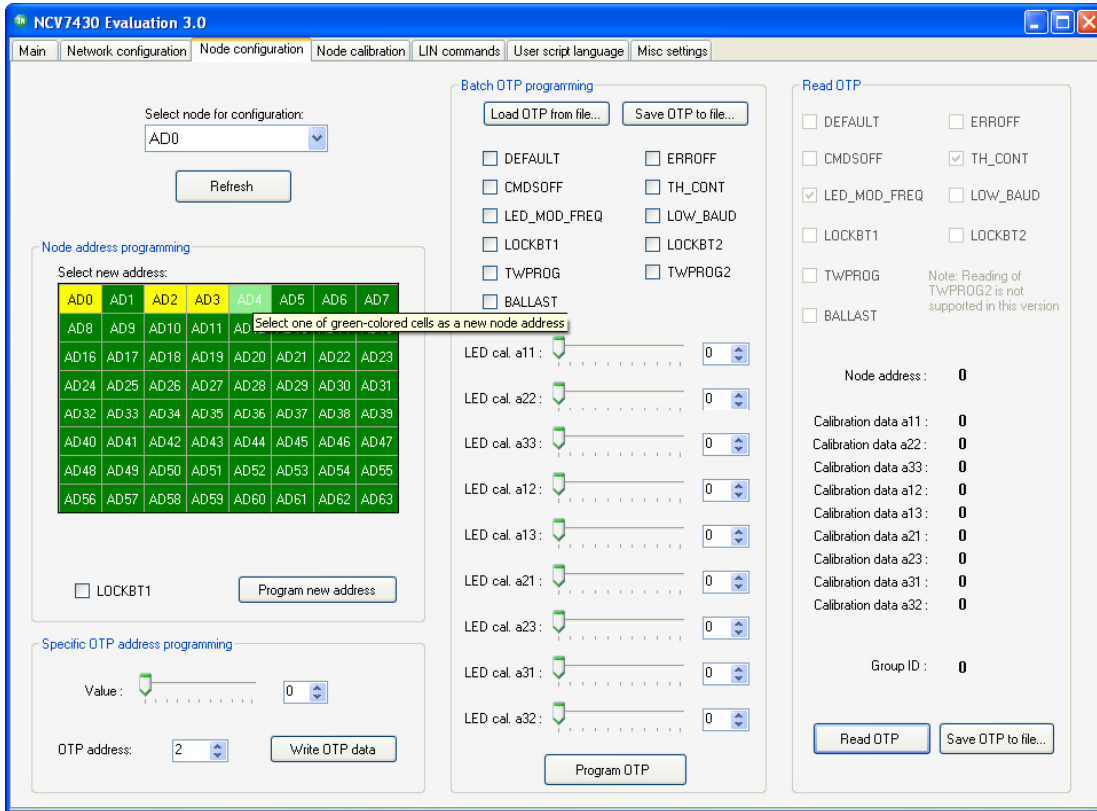 NCV7430 Evaluation 3.0
Main Network configuration Node configuration Node calibration LIN commands User script language Misc settings
Select node for configuration:
AD0
Refresh
Node address programming
Select new address:
AD0 AD1 AD2 AD3 AD4 AD5 AD6 AD7
AD8 AD9 AD10 AD11
Select one of green-colored cells as a new node address
AD16 AD17 AD18 AD19 AD20 AD21 AD22 AD23
AD24 AD25 AD26 AD27 AD28 AD29 AD30 AD31
AD32 AD33 AD34 AD35 AD36 AD37 AD38 AD39
AD40 AD41 AD42 AD43 AD44 AD45 AD46 AD47
AD48 AD49 AD50 AD51 AD52 AD53 AD54 AD55
AD56 AD57 AD58 AD59 AD60 AD61 AD62 AD63
LOCKBT1 Program new address
Specific OTP address programming
Value : 0
OTP address: 2 Write OTP data
Batch OTP programming
Load OTP from file... Save OTP to file...
DEFAULT ERROFF
CMDSOFF TH_CONT
LED_MOD_FREQ LOW_BAUD
LOCKBT1 LOCKBT2
TWPROG TWPROG2
BALLAST
LED cal. a11 : 0
LED cal. a22 : 0
LED cal. a33 : 0
LED cal. a12 : 0
LED cal. a13 : 0
LED cal. a21 : 0
LED cal. a23 : 0
LED cal. a31 : 0
LED cal. a32 : 0
Program OTP
Read OTP
DEFAULT ERROFF
CMDSOFF TH_CONT
LED_MOD_FREQ LOW_BAUD
LOCKBT1 LOCKBT2
TWPROG
BALLAST
Note: Reading of
TWPROG2 is not
supported in this version
Node address : 0
Calibration data a11 : 0
Calibration data a22 : 0
Calibration data a33 : 0
Calibration data a12 : 0
Calibration data a13 : 0
Calibration data a21 : 0
Calibration data a23 : 0
Calibration data a31 : 0
Calibration data a32 : 0
Group ID : 0
Read OTP Save OTP to file...